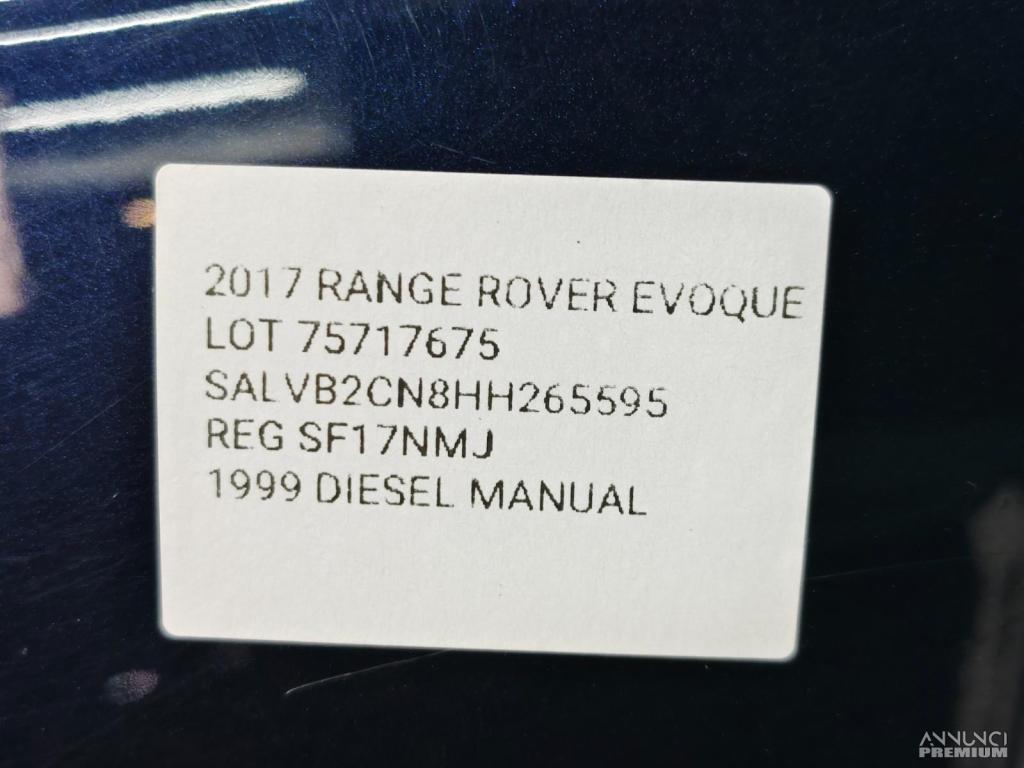 2017 RANGE ROVER EVOQUE
LOT 75717675
SALVB2CN8HH265595
REG SF17NMJ
1999 DIESEL MANUAL
ANNUNCI
PREMIUM